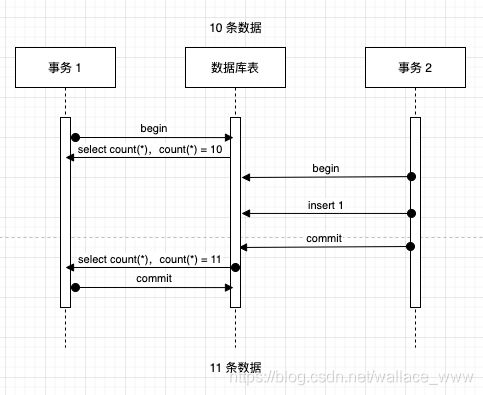 10 条数据
事务 1
数据库表
事务 2
begin
select count(*)，count(*) = 10
begin
insert 1
commit
select count(*)，count(*) = 11
commit
11 条数据
https://blog.csdn.net/wallace_www